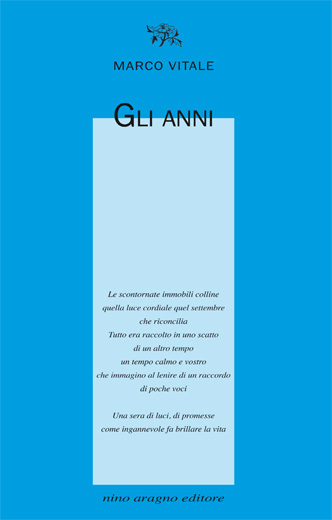 MARCO VITALE
GLI ANNI
Le scontornate immobili colline
quella luce cordiale quel settembre
che riconcilia
Tutto era raccolto in uno scatto
di un altro tempo
un tempo calmo e vostro
che immagino al lenire di un raccordo
di poche voci
Una sera di luci, di promesse
come ingannevole fa brillare la vita
nino aragno editore